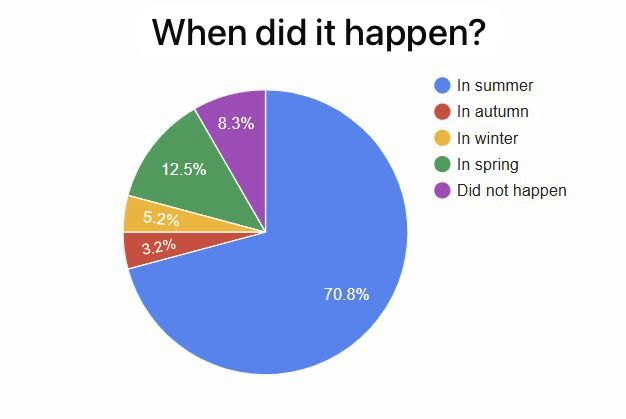 When did it happen?
In summer
In autumn
In winter
In spring
Did not happen
8.3%
12.5%
5.2%
3.2%
70.8%